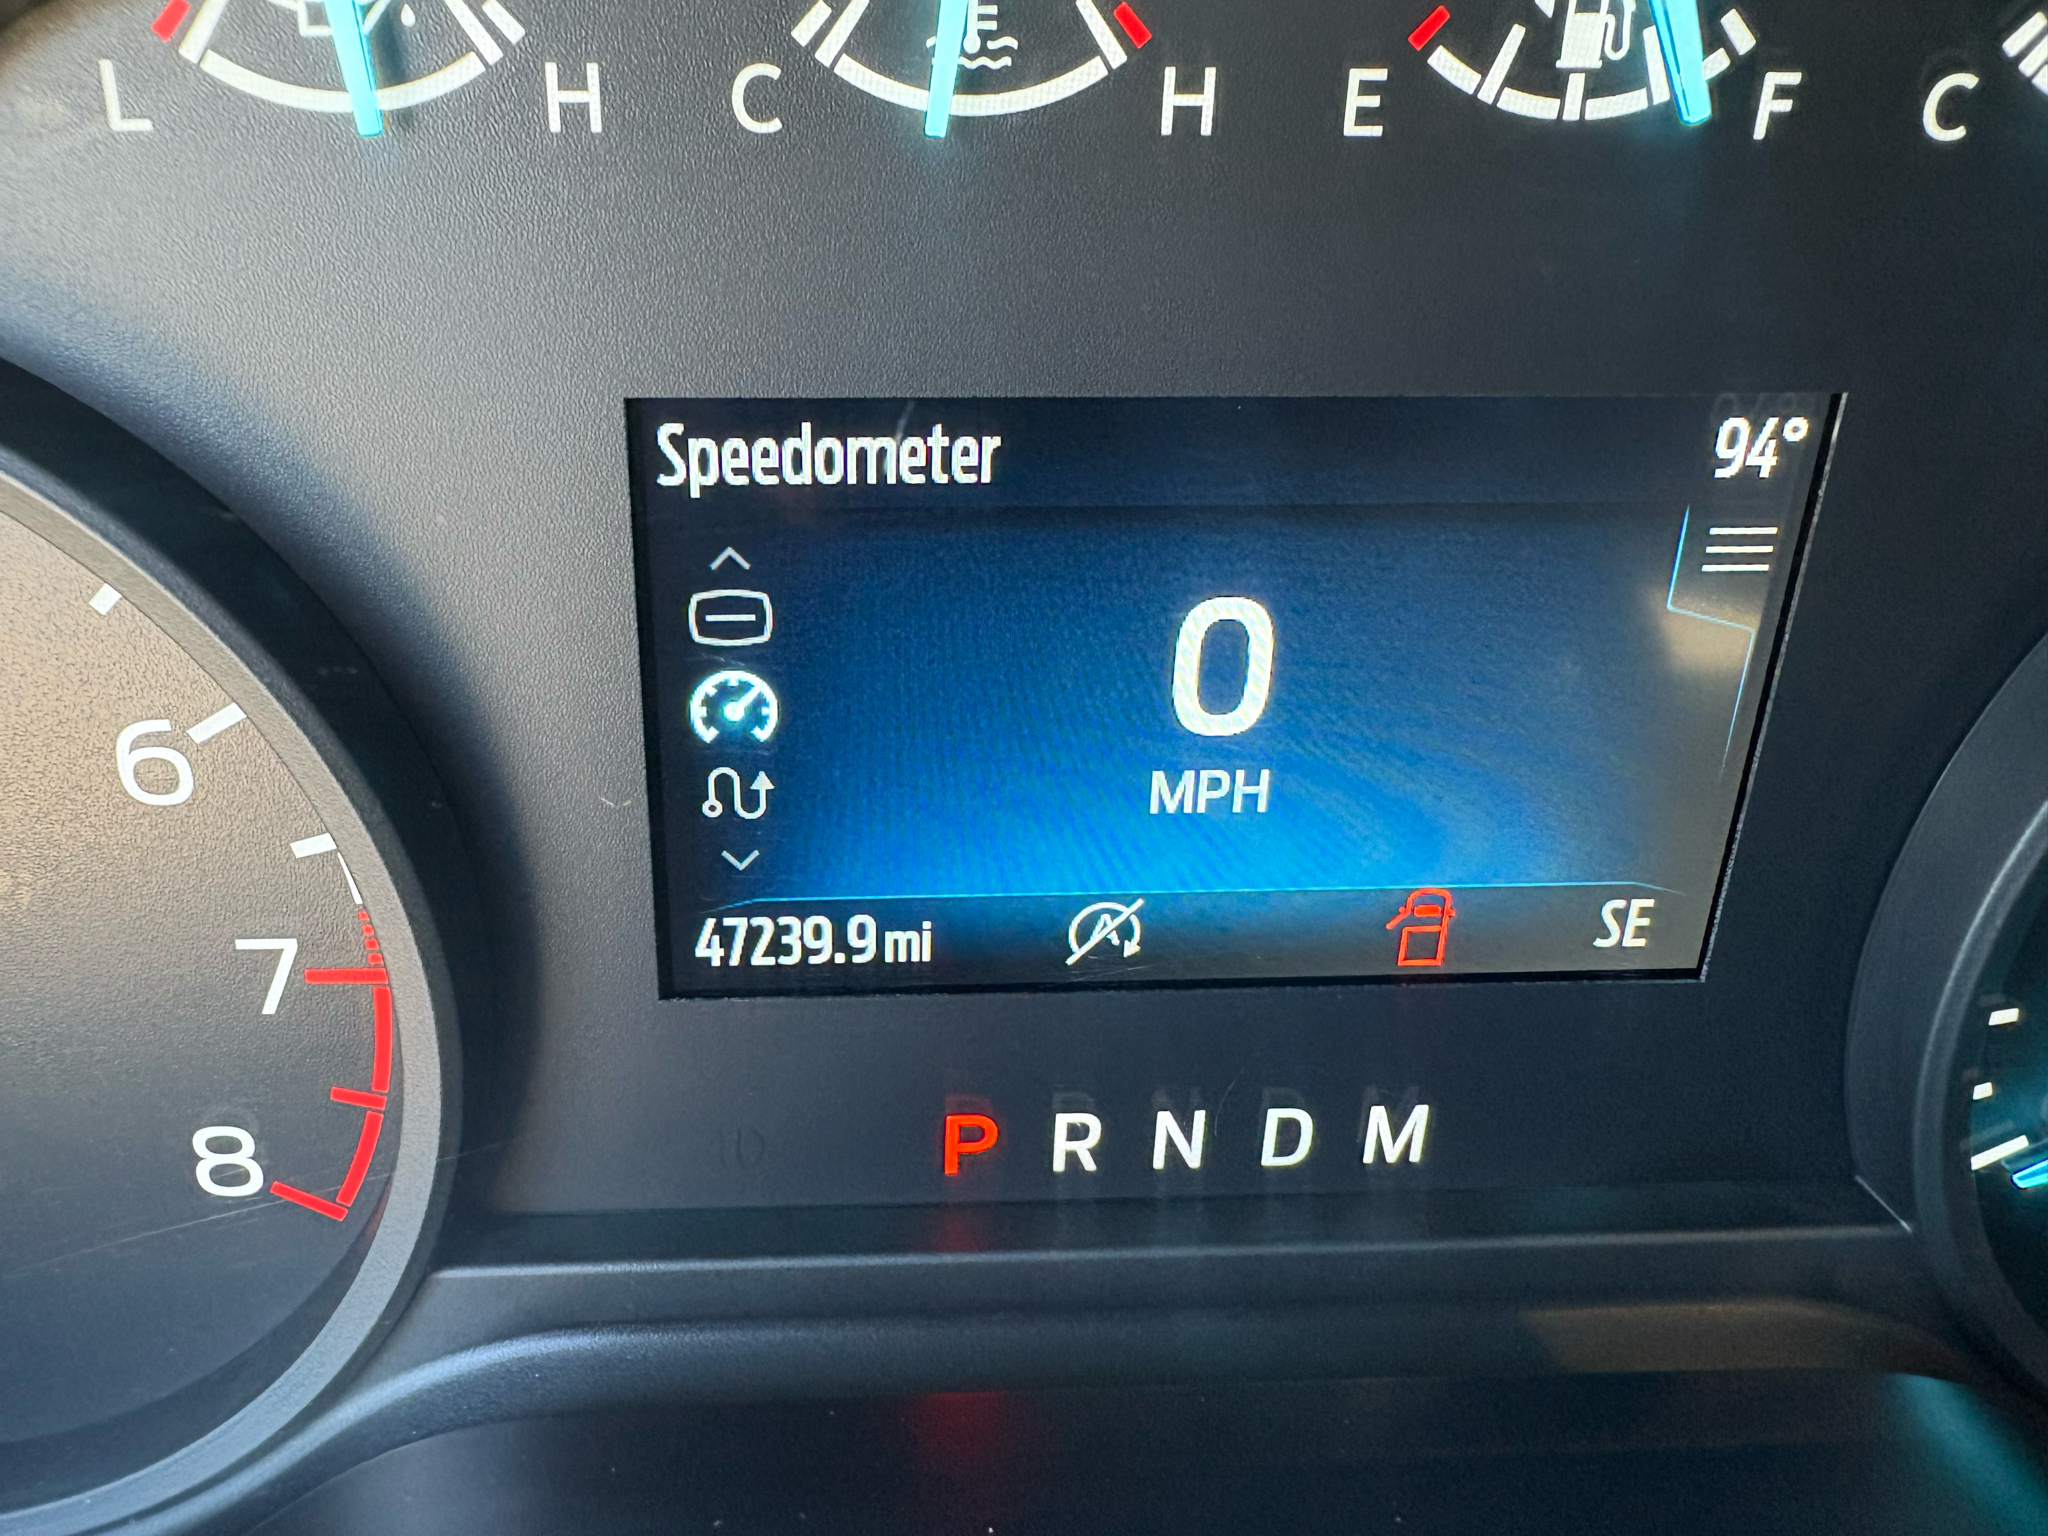 L H C H E F C
Speedometer 94°
0
MPH
6
7
8
47239.9 mi A SE
P R N D M